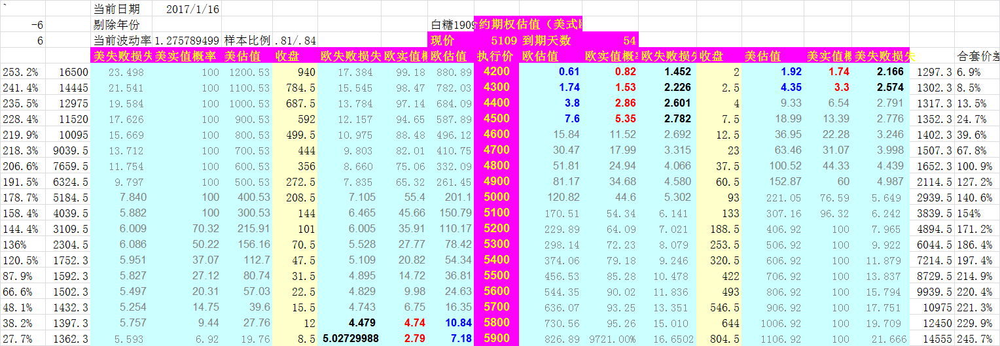 ` 当前日期 2017/1/16
-6 剔除年份 白糖1909 约期权估值（美式欧
6 当前波动率 1.275789499 样本比例 .81/.84 现价 5109 到期天数 54
美失败损失 美实值概率 美估值 收盘 欧失败损失 欧实值概 欧估值 执行价 欧估值 欧实值概率 欧失败损失 收盘 美估值 美实值概 美失败损失 合套价差
253.2% 16500 23.498 100 1200.53 940 17.384 99.18 880.89 4200 0.61 0.82 1.452 2 1.92 1.74 2.166 1297.3 6.9%
241.4% 14445 21.541 100 1100.53 784.5 15.545 98.47 782.03 4300 1.74 1.53 2.226 2.5 4.35 3.3 2.574 1302.3 8.5%
235.5% 12975 19.584 100 1000.53 687.5 13.784 97.14 684.09 4400 3.8 2.86 2.601 4 9.33 6.54 2.791 1317.3 13.5%
228.4% 11520 17.626 100 900.53 592 12.157 94.65 587.89 4500 7.6 5.35 2.782 7.5 18.99 13.39 2.776 1352.3 24.7%
219.9% 10095 15.669 100 800.53 499.5 10.975 88.48 496.12 4600 15.84 11.52 2.692 12.5 36.95 22.28 3.246 1402.3 39.6%
218.3% 9039.5 13.712 100 700.53 444 9.803 82.01 410.75 4700 30.47 17.99 3.315 23 63.46 31.07 3.998 1507.3 67.8%
206.6% 7659.5 11.754 100 600.53 356 8.660 75.06 332.09 4800 51.81 24.94 4.066 37.5 100.52 44.33 4.439 1652.3 100.9%
191.5% 6324.5 9.797 100 500.53 272.5 7.835 65.32 261.45 4900 81.17 34.68 4.580 60.5 152.87 60 4.987 2114.5 127.2%
178.7% 5184.5 7.840 100 400.53 208.5 7.105 55.4 201.1 5000 120.82 44.6 5.302 93 221.05 76.59 5.649 2939.5 140.6%
158.4% 4039.5 5.882 100 300.53 144 6.465 45.66 150.79 5100 170.51 54.34 6.141 133 307.16 96.32 6.242 3839.5 154%
144.4% 3109.5 6.009 70.32 215.91 101 6.005 35.91 110.17 5200 229.89 64.09 7.021 188.5 406.92 100 7.965 4894.5 171.2%
136% 2304.5 6.086 50.22 156.16 70.5 5.528 27.77 78.42 5300 298.14 72.23 8.079 253.5 506.92 100 9.922 6044.5 186.4%
120.5% 1752.3 5.951 37.07 112.7 47.5 5.109 20.82 54.34 5400 374.06 79.18 9.246 320.5 606.92 100 11.879 7214.5 197.4%
87.9% 1592.3 5.827 27.12 80.74 31.5 4.895 14.72 36.81 5500 456.53 85.28 10.478 422 706.92 100 13.837 8729.5 214.9%
66.6% 1502.3 5.497 20.31 57.03 22.5 4.829 9.98 24.63 5600 544.35 90.02 11.836 493 806.92 100 15.794 9939.5 220.4%
48.1% 1432.3 5.254 14.75 39.6 15.5 4.743 6.75 16.35 5700 636.07 93.25 13.351 546.5 906.92 100 17.751 10975 221.3%
38.2% 1397.3 5.757 9.44 27.76 12 4.479 4.74 10.84 5800 730.56 95.26 15.010 644 1006.92 100 19.709 12450 229.9%
27.7% 1362.3 5.593 6.92 19.76 8.5 5.02729988 2.79 7.18 5900 826.89 9721.00% 16.6502 804.5 1106.92 100 21.666 14555 245.7%